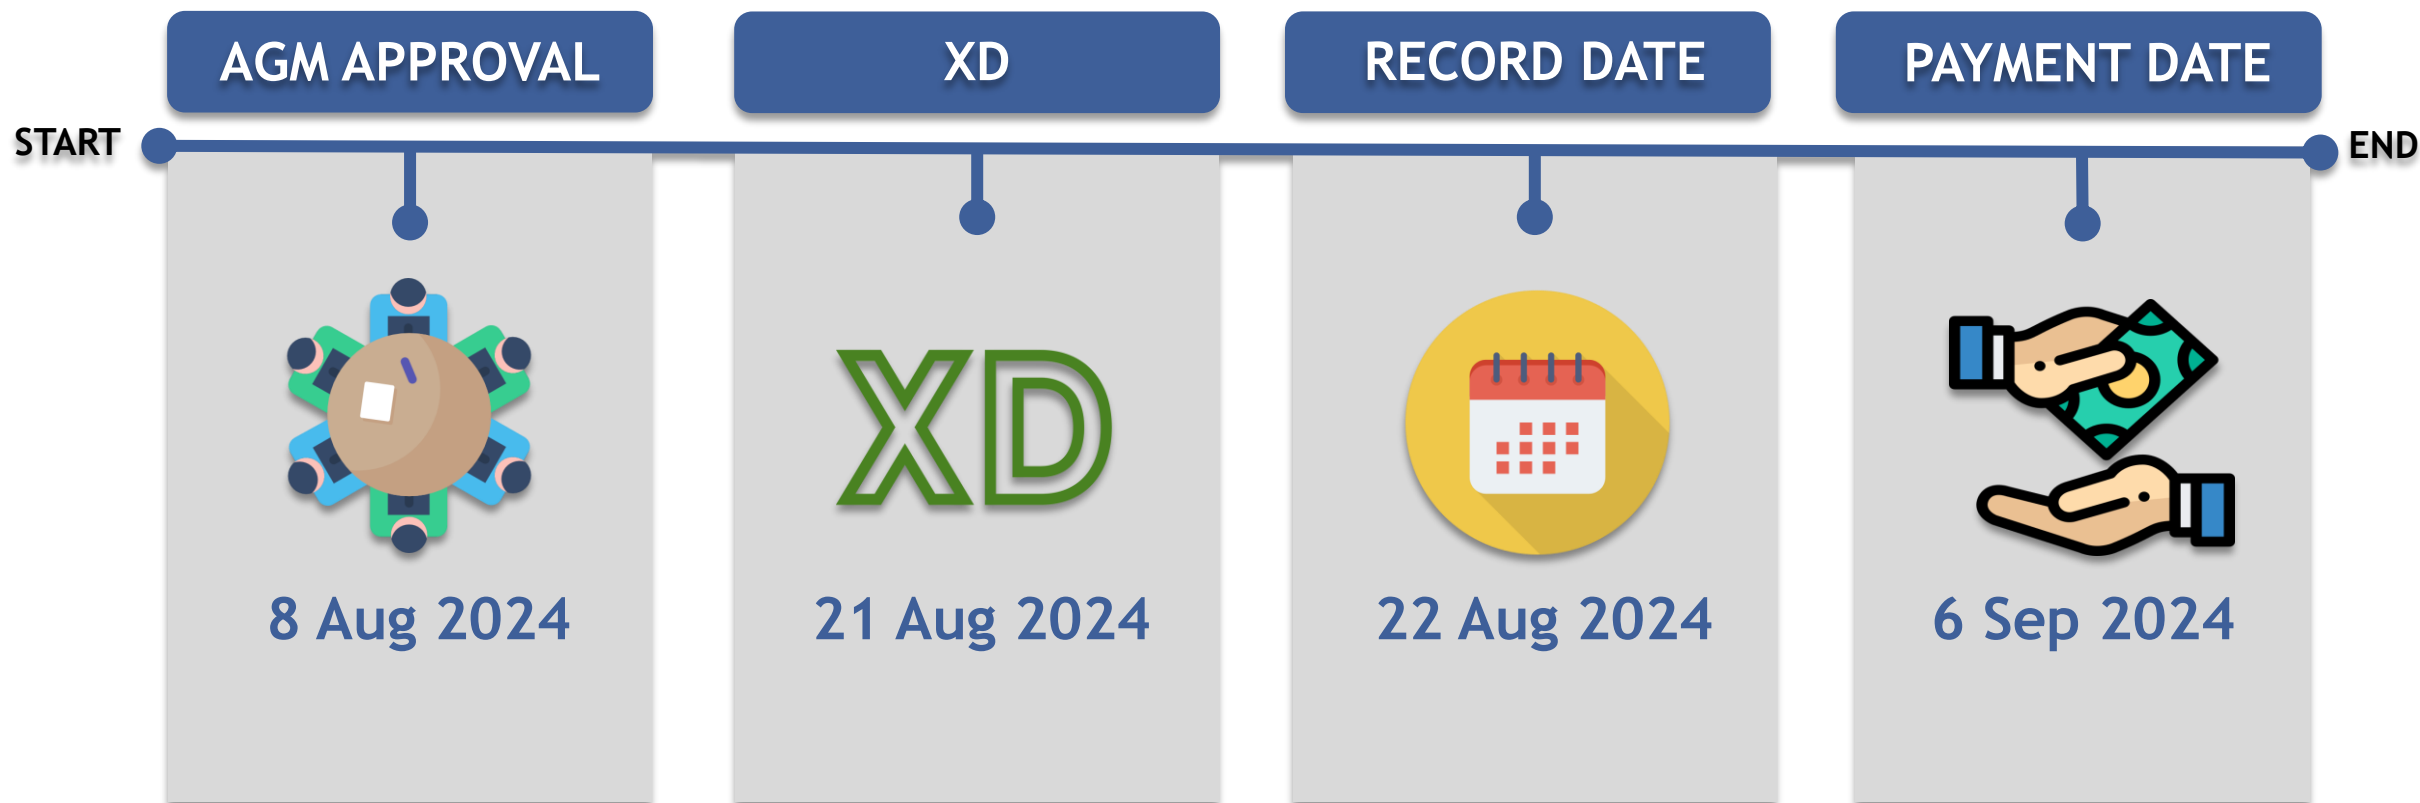 AGM APPROVAL
XD
RECORD DATE
PAYMENT DATE
START
END
XD
8 Aug 2024
21 Aug 2024
22 Aug 2024
6 Sep 2024